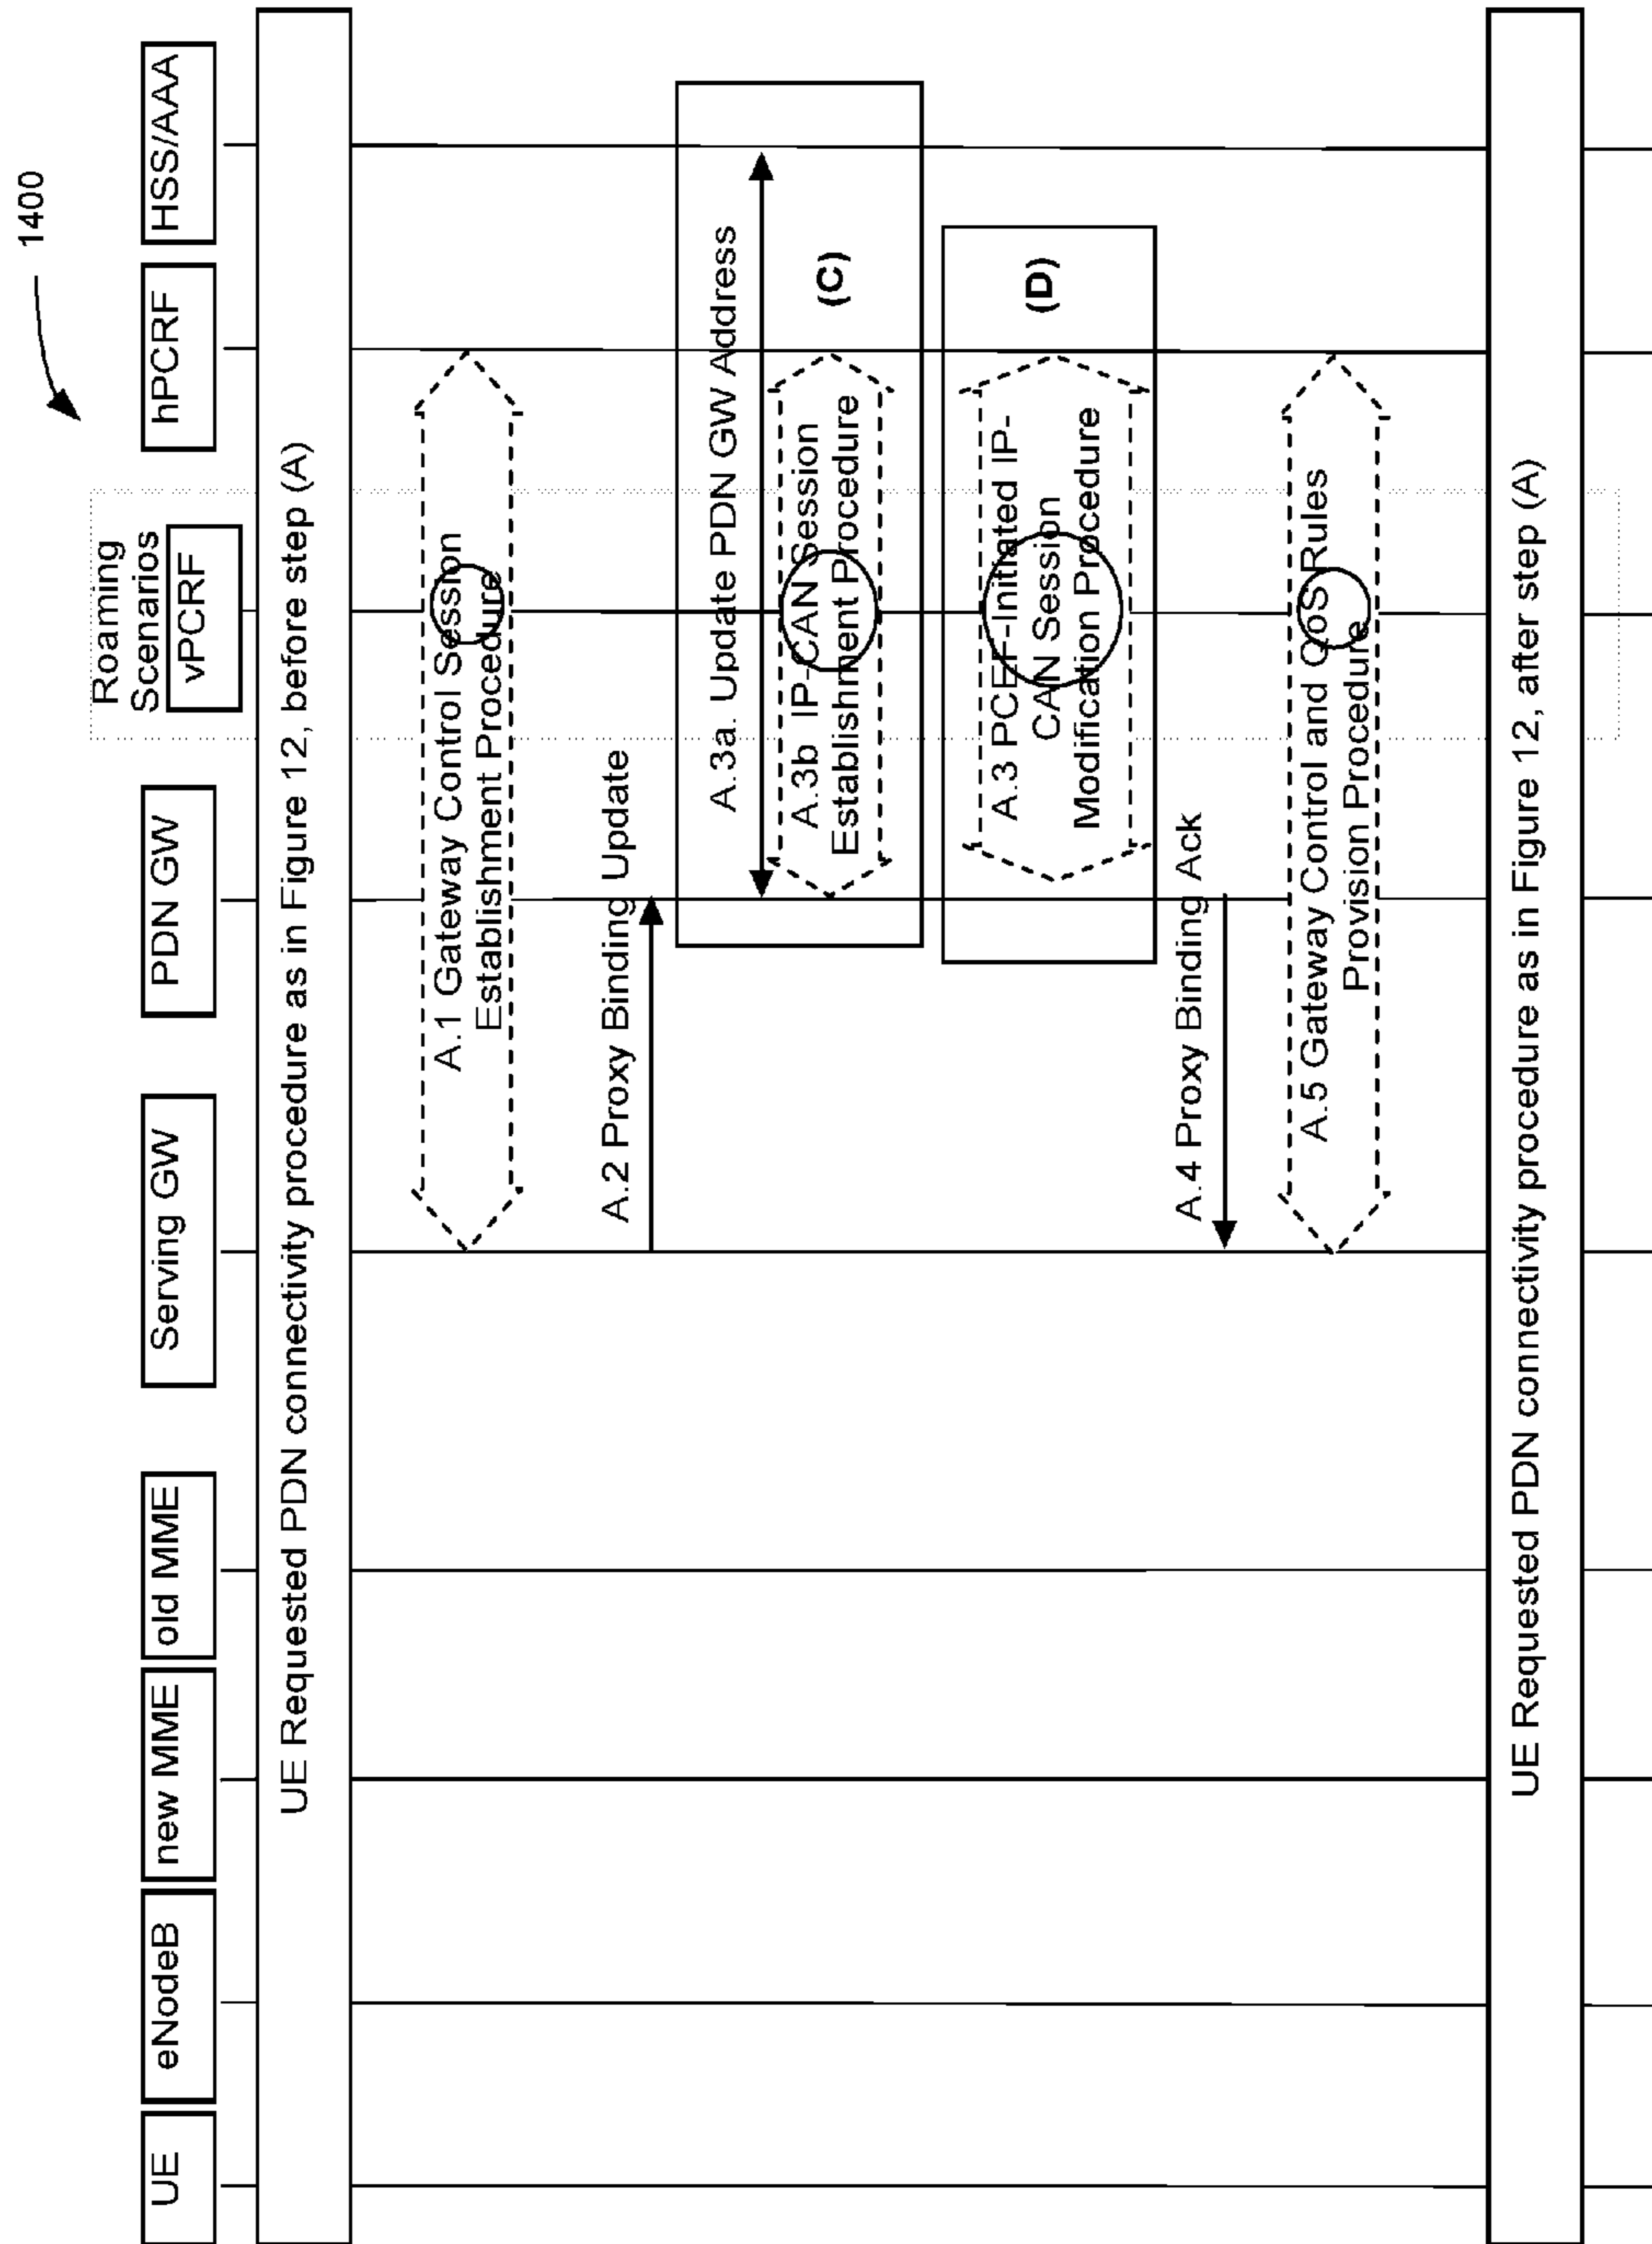 1400
Roaming
Scenarios
UE
eNodeB
new MME
old MME
Serving GW
PDN GW
vPCRF
hPCRF
HSS/AAA
UE Requested PDN connectivity procedure as in Figure 12, before step (A)
A.1 Gateway Control Session
Establishment Procedure
A.2 Proxy Binding Update
A.3a. Update PDN GW Address
A.3b IP-CAN Session
Establishment Procedure
(C)
A.3 PCEF-Initiated IP-
CAN Session
Modification Procedure
(D)
A.4 Proxy Binding Ack
A.5 Gateway Control and QoS Rules
Provision Procedure
UE Requested PDN connectivity procedure as in Figure 12, after step (A)